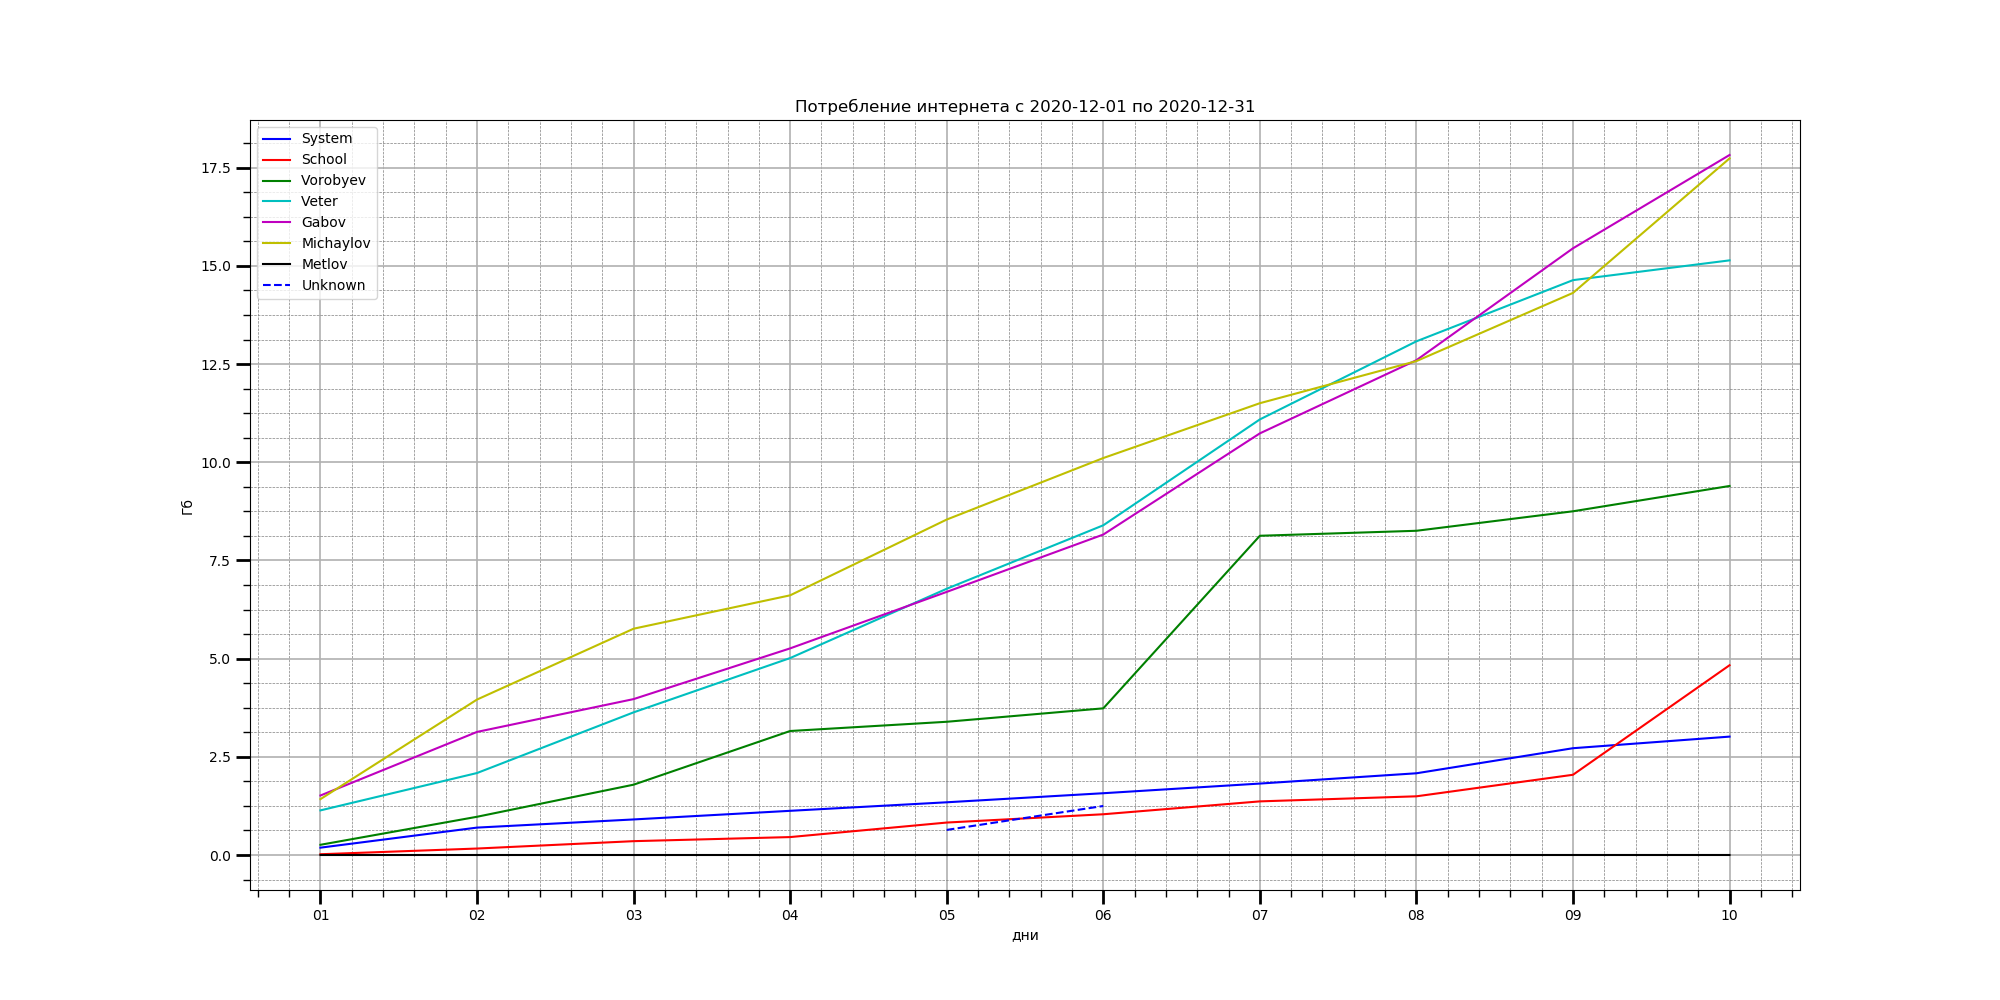 Потребление интернета с 2020-12-01 по 2020-12-31
System
School
Vorobyev
Veter
Gabov
Michaylov
Metlov
Unknown
17.5
15.0
12.5
10.0
7.5
5.0
2.5
0.0
Гб
01 02 03 04 05 06 07 08 09 10
дни